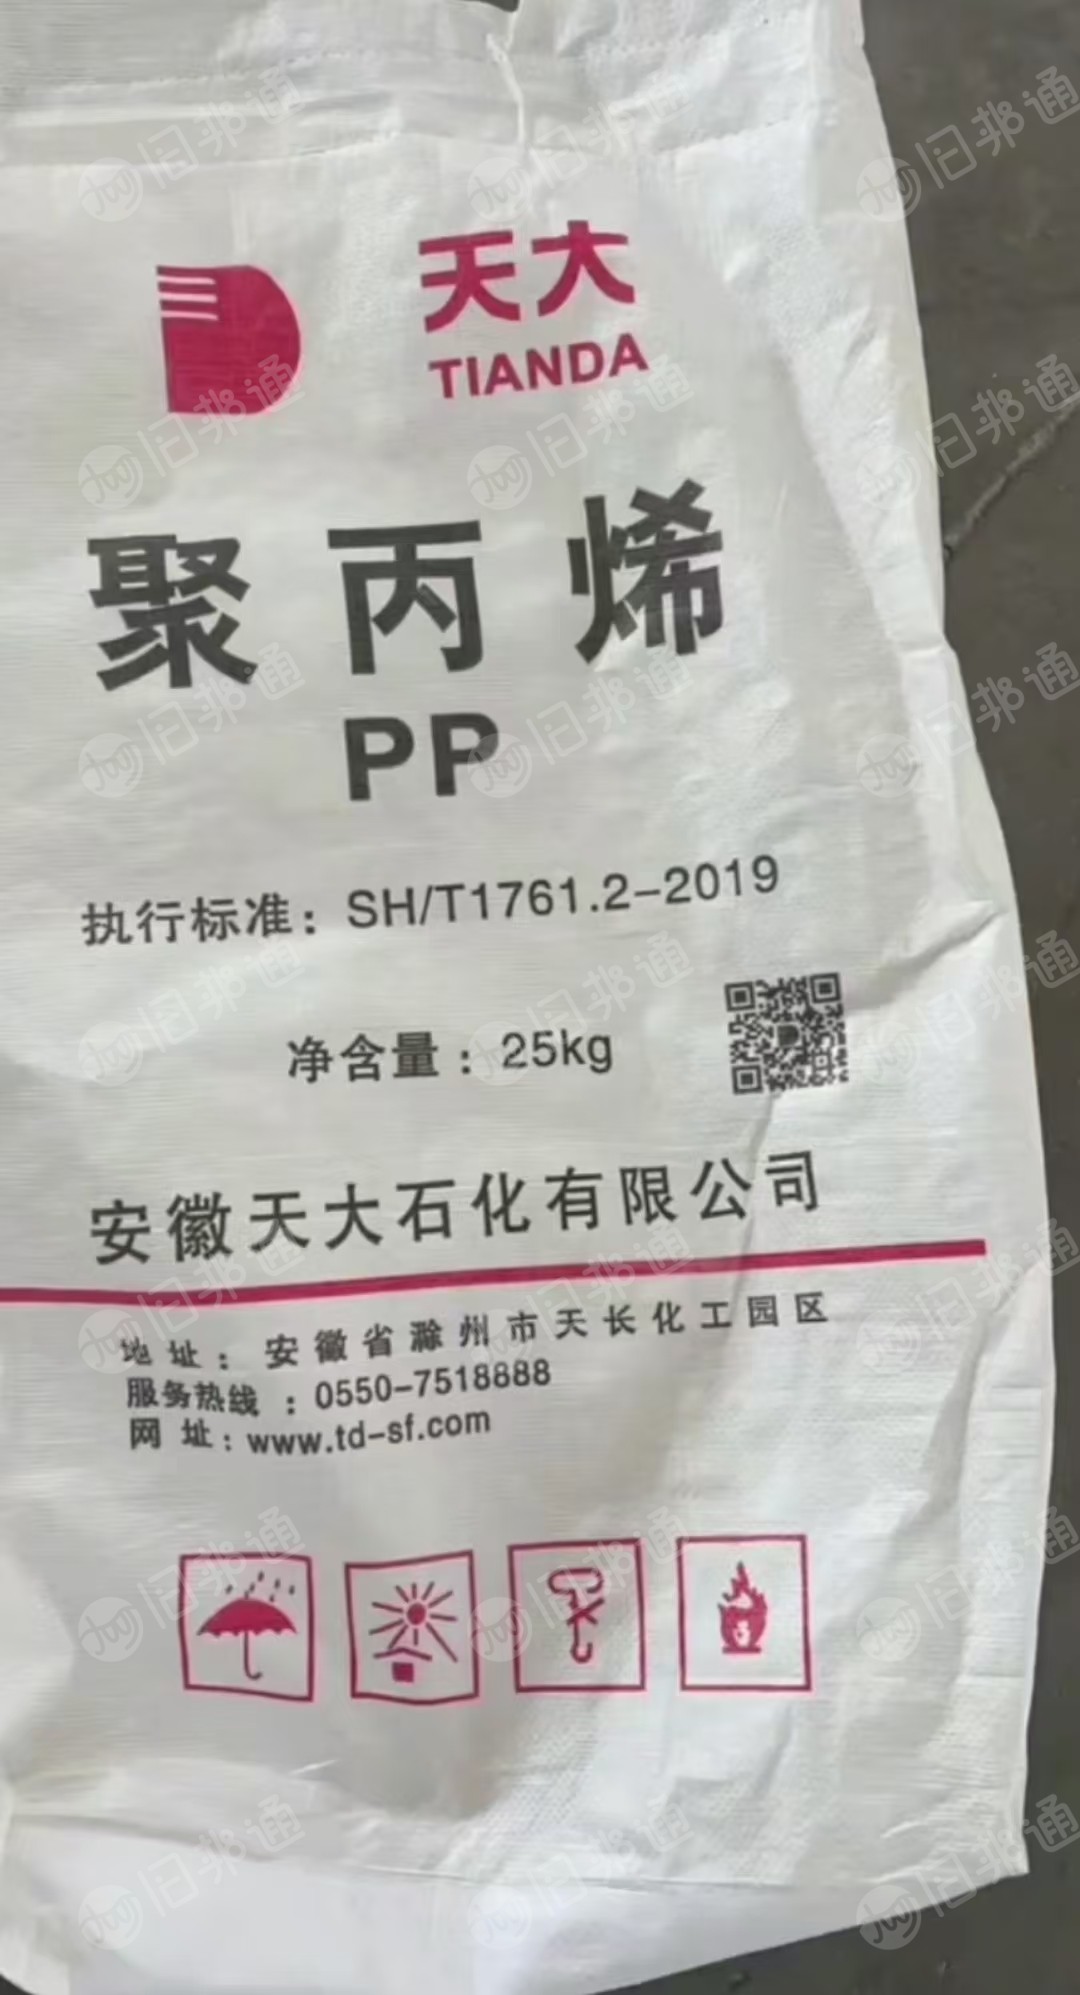 天大
TIANDA
聚丙烯
PP
执行标准：SH/T1761.2-2019
净含量：25kg
安徽天大石化有限公司
地址：安徽省滁州市天长化工园区
服务热线：0550-7518888
网址：www.td-sf.com
旧邦通